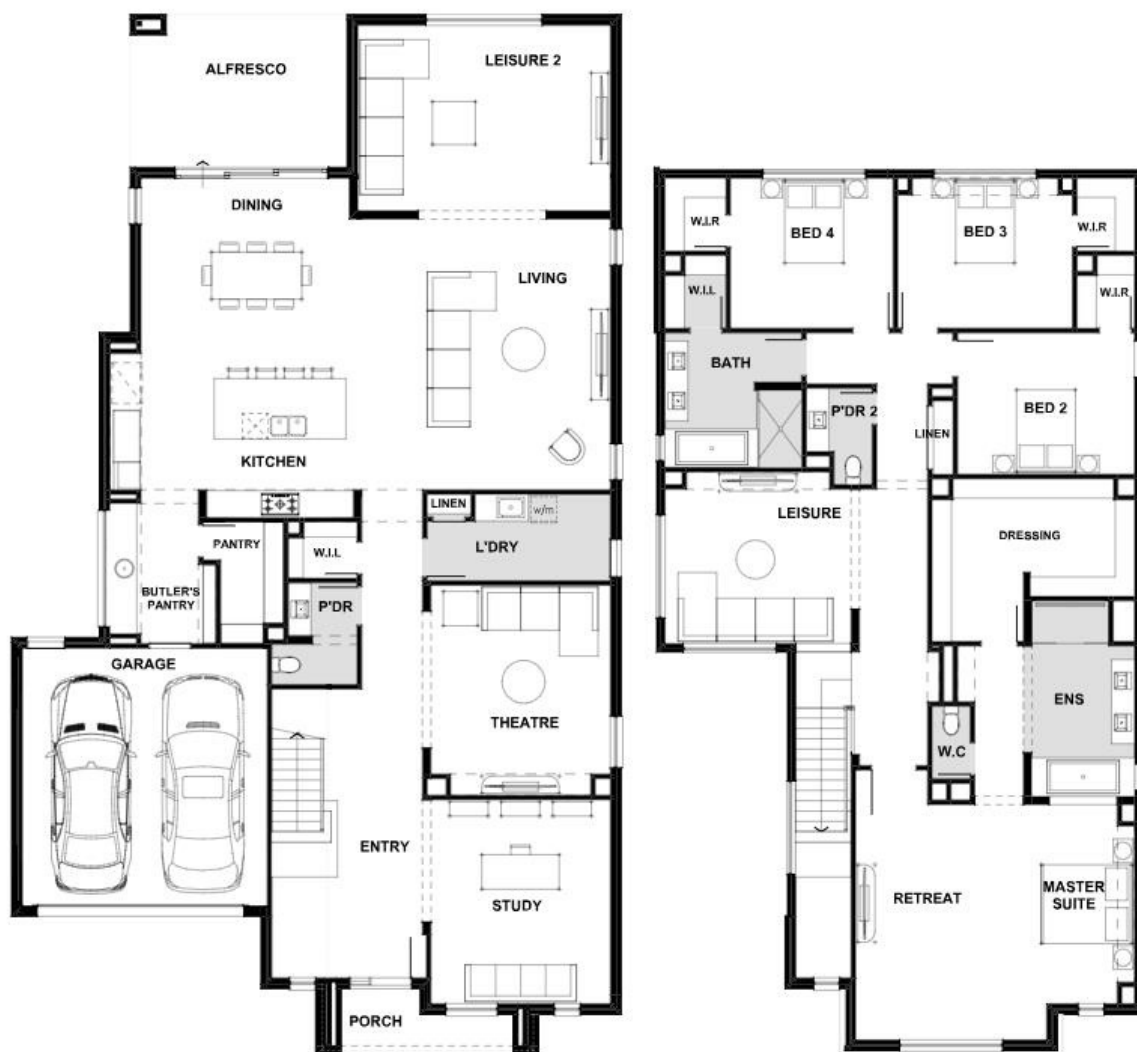 ALFRESCO
LEISURE 2
DINING
LIVING
KITCHEN
LINEN
w/m
L'DRY
PANTRY
W.I.L
BUTLER'S
PANTRY
P'DR
GARAGE
THEATRE
ENTRY
STUDY
PORCH
W.I.R
BED 4
BED 3
W.I.R
W.I.L
W.I.R
BATH
P'DR 2
BED 2
LINEN
LEISURE
DRESSING
ENS
W.C
RETREAT
MASTER
SUITE